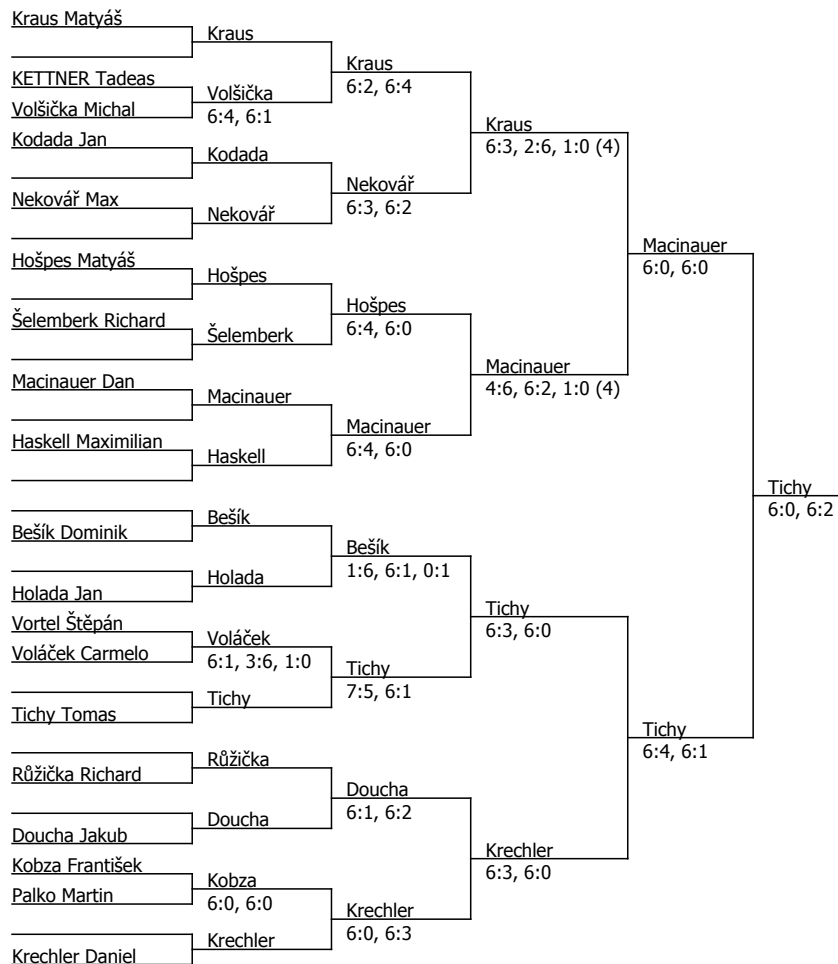 Kraus Matyáš
KETTNER Tadeas
Volšička Michal
Kodada Jan
Nekovář Max
Hošpes Matyáš
Šelemberk Richard
Macinauer Dan
Haskell Maximilian
Bešík Dominik
Holada Jan
Vortel Štěpán
Voláček Carmelo
Tichy Tomas
Růžička Richard
Doucha Jakub
Kobza František
Palko Martin
Krechler Daniel
Kraus
Volšička
6:4, 6:1
Kodada
Nekovář
Hošpes
Šelemberk
Macinauer
Haskell
Bešík
Holada
Voláček
6:1, 3:6, 1:0
Tichy
Růžička
Doucha
Kobza
6:0, 6:0
Krechler
Kraus
6:2, 6:4
Nekovář
6:3, 6:2
Hošpes
6:4, 6:0
Macinauer
6:4, 6:0
Bešík
1:6, 6:1, 0:1
Tichy
7:5, 6:1
Doucha
6:1, 6:2
Krechler
6:0, 6:3
Kraus
6:3, 2:6, 1:0 (4)
Macinauer
4:6, 6:2, 1:0 (4)
Tichy
6:3, 6:0
Krechler
6:3, 6:0
Macinauer
6:0, 6:0
Tichy
6:4, 6:1
Tichy
6:0, 6:2